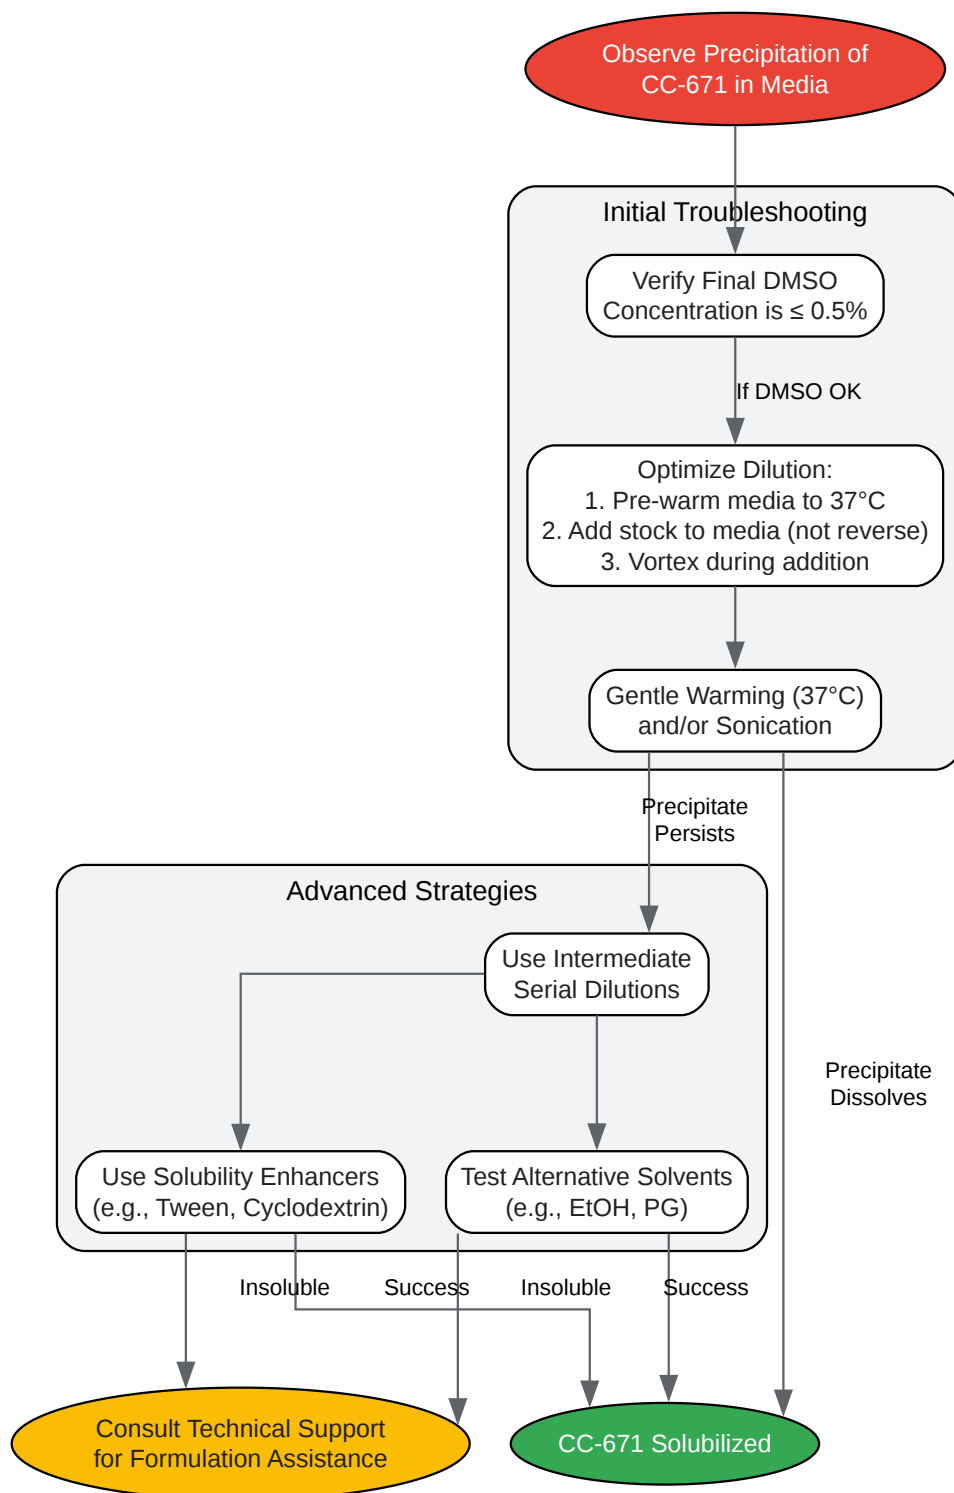 Observe Precipitation of
CC-671 in Media
Initial Troubleshooting
Verify Final DMSO
Concentration is ≤ 0.5%
If DMSO OK
Optimize Dilution:
1. Pre-warm media to 37°C
2. Add stock to media (not reverse)
3. Vortex during addition
Gentle Warming (37°C)
and/or Sonication
Precipitate
Persists
Advanced Strategies
Use Intermediate
Serial Dilutions
Precipitate
Dissolves
Use Solubility Enhancers
(e.g., Tween, Cyclodextrin)
Test Alternative Solvents
(e.g., EtOH, PG)
Insoluble
Success
Insoluble
Success
Consult Technical Support
for Formulation Assistance
CC-671 Solubilized